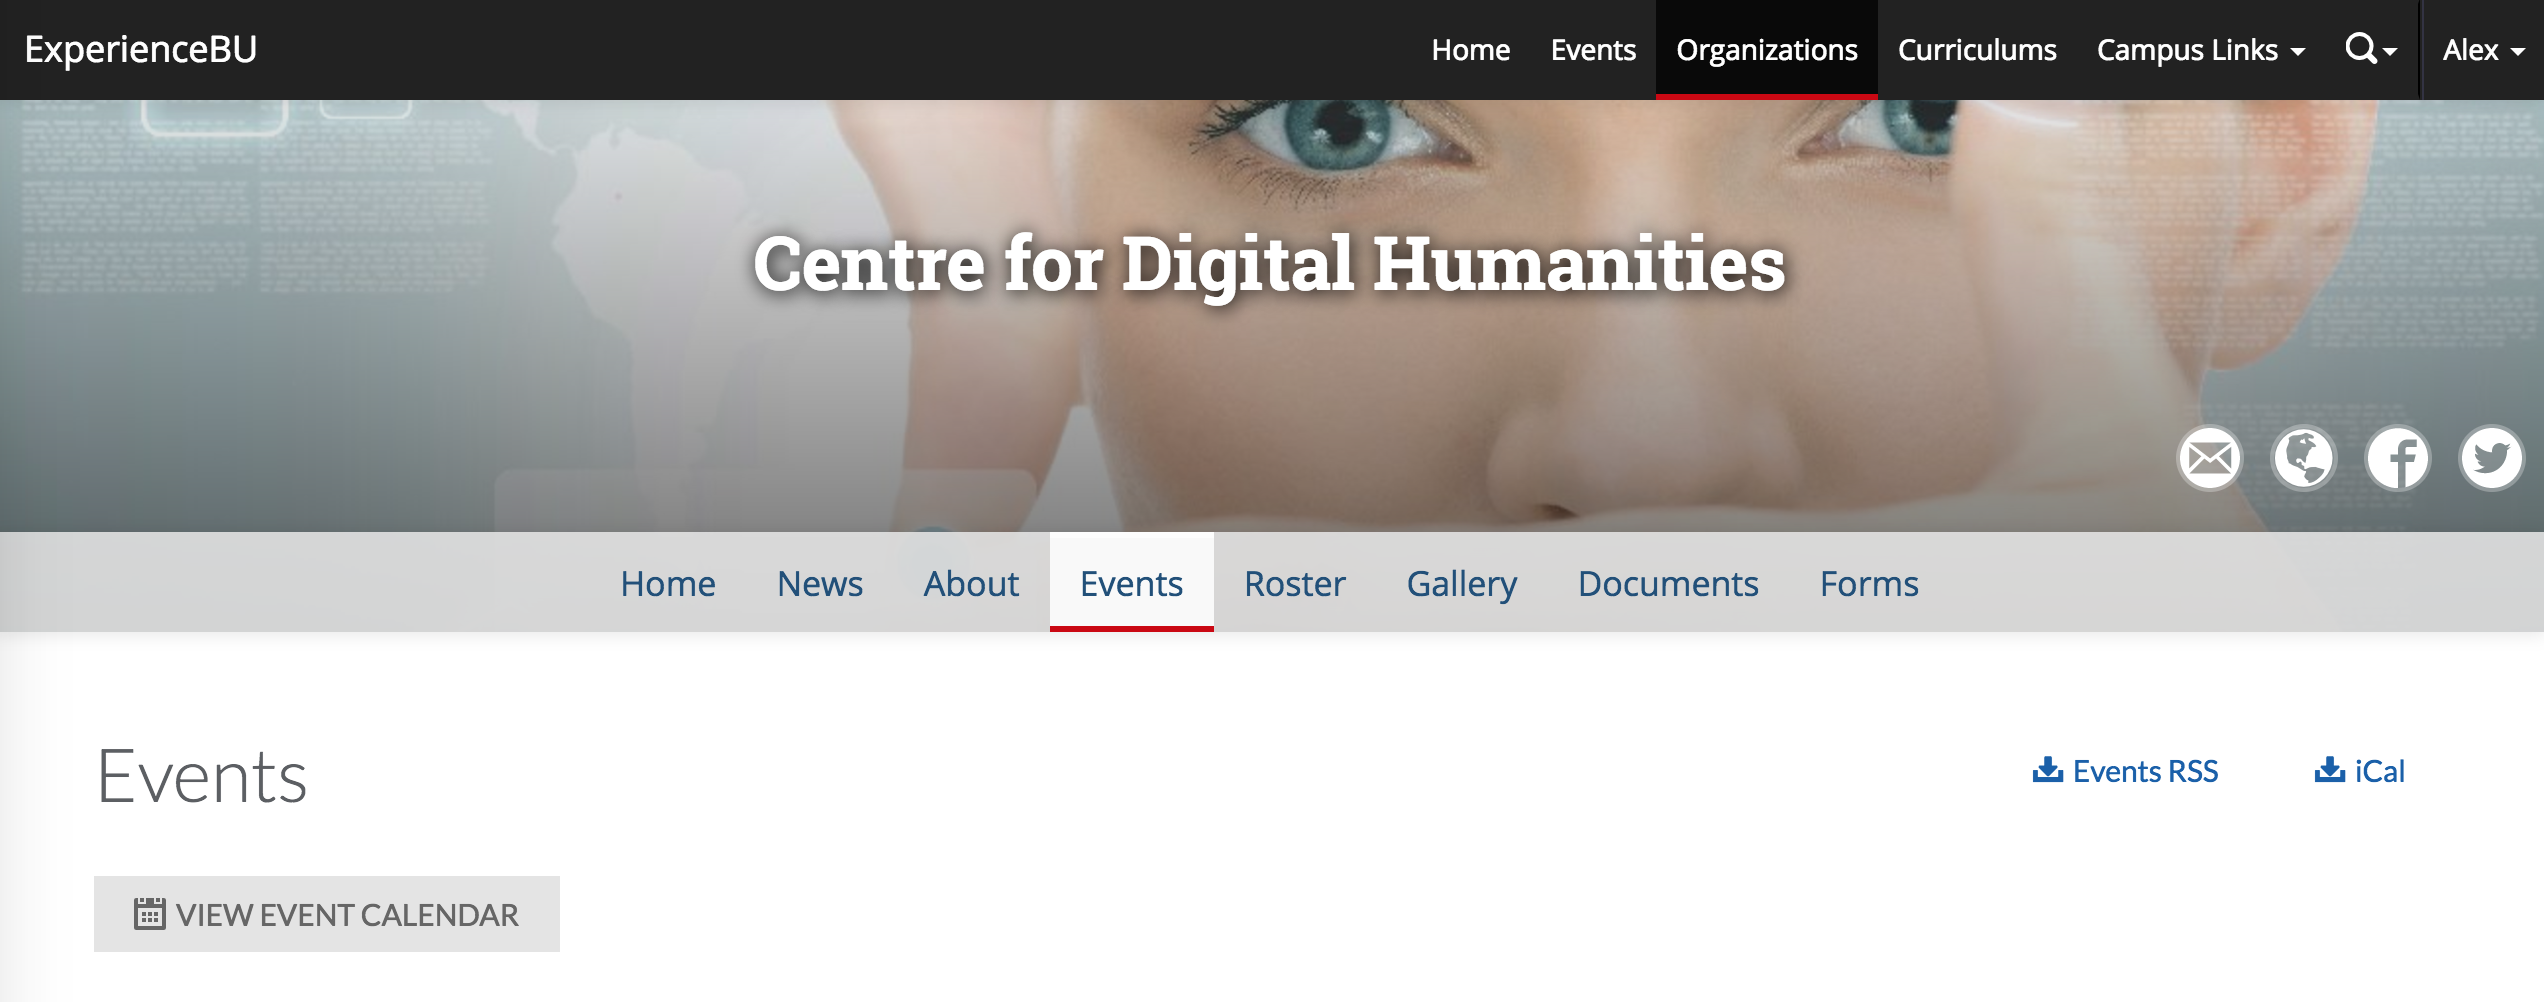 ExperienceBU
Home Events Organizations Curriculums Campus Links Alex
Centre for Digital Humanities
Home News About Events Roster Gallery Documents Forms
Events
Events RSS iCal
VIEW EVENT CALENDAR